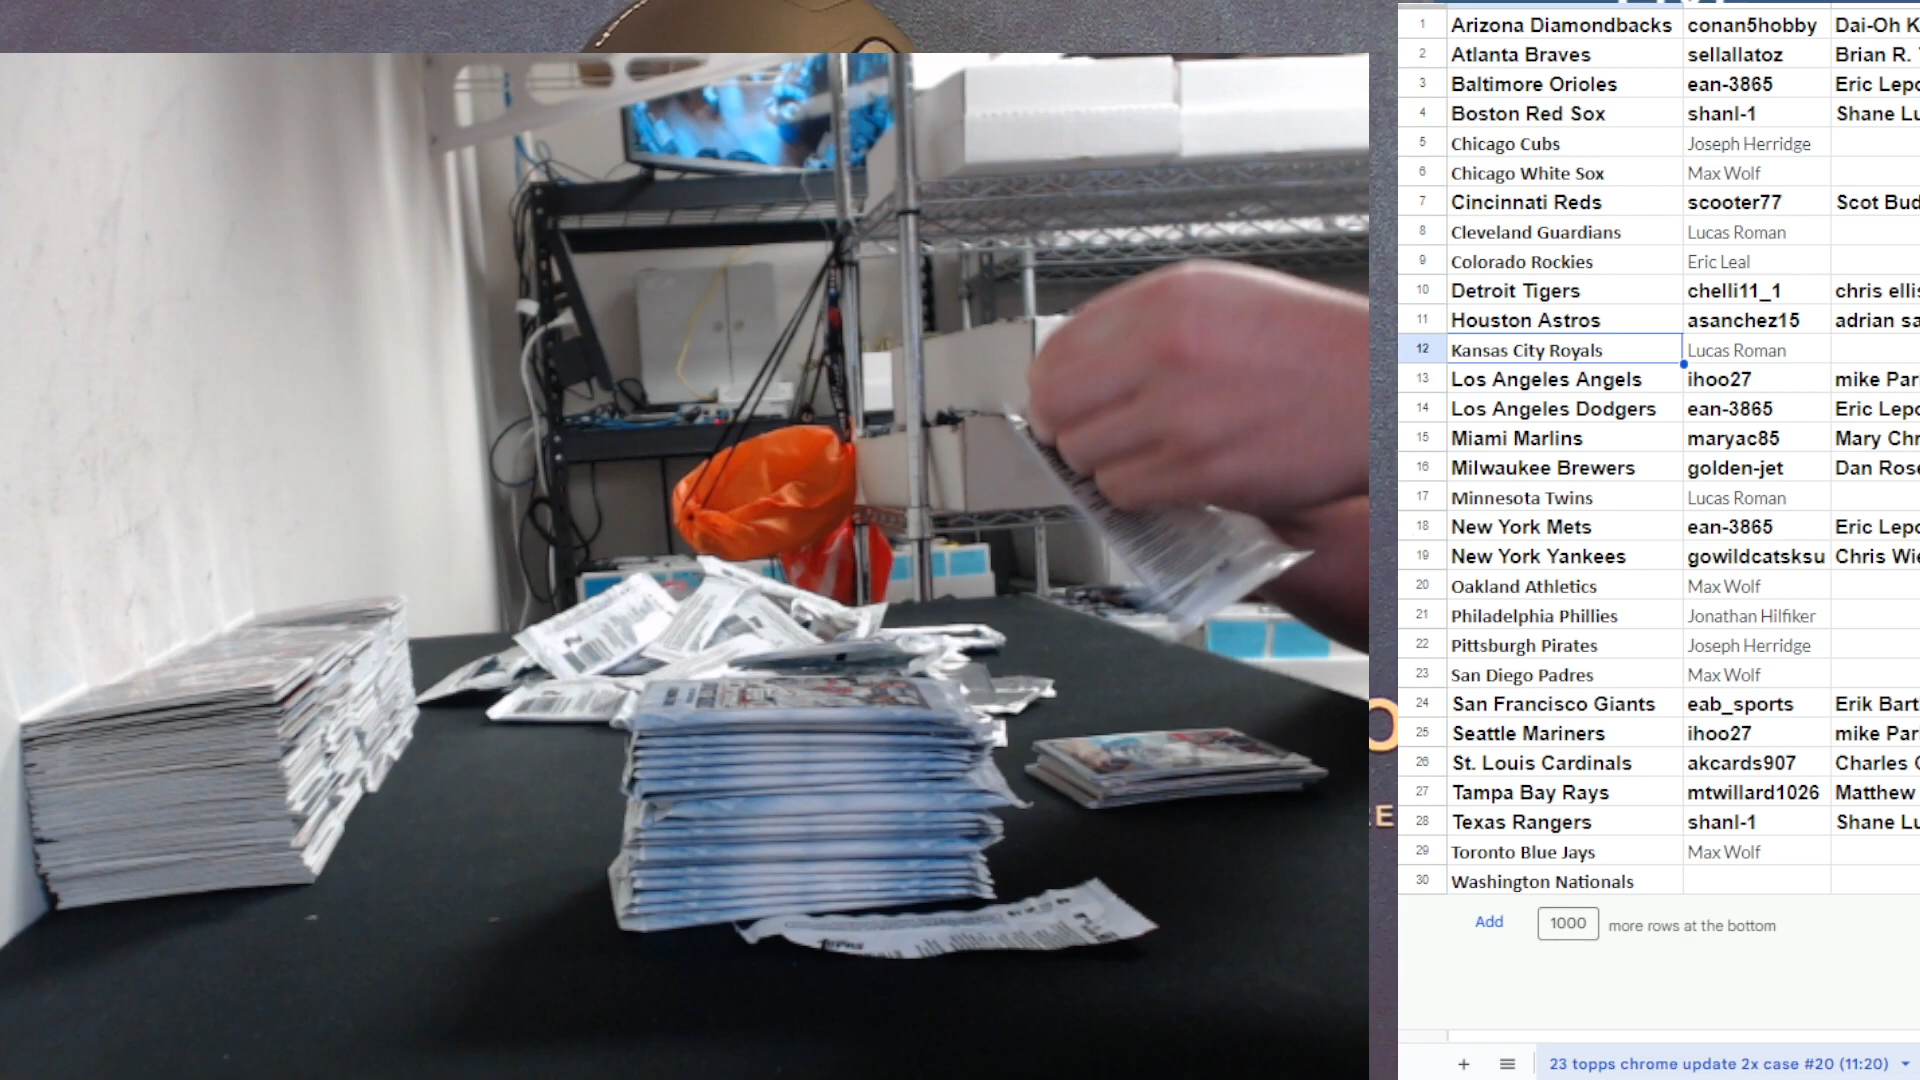 1 Arizona Diamondbacks conan5hobby Dai-Oh K
2 Atlanta Braves sellallatoz Brian R.
3 Baltimore Orioles ean-3865 Eric Lepo
4 Boston Red Sox shanl-1 Shane Lu
5 Chicago Cubs Joseph Herridge
6 Chicago White Sox Max Wolf
7 Cincinnati Reds scooter77 Scot Bud
8 Cleveland Guardians Lucas Roman
9 Colorado Rockies Eric Leal
10 Detroit Tigers chelli11_1 chris ellis
11 Houston Astros asanchez15 adrian sa
12 Kansas City Royals Lucas Roman
13 Los Angeles Angels ihoo27 mike Par
14 Los Angeles Dodgers ean-3865 Eric Lepo
15 Miami Marlins maryac85 Mary Chr
16 Milwaukee Brewers golden-jet Dan Rose
17 Minnesota Twins Lucas Roman
18 New York Mets ean-3865 Eric Lepo
19 New York Yankees gowildcatsksu Chris Wie
20 Oakland Athletics Max Wolf
21 Philadelphia Phillies Jonathan Hilfiker
22 Pittsburgh Pirates Joseph Herridge
23 San Diego Padres Max Wolf
24 San Francisco Giants eab_sports Erik Bart
25 Seattle Mariners ihoo27 mike Par
26 St. Louis Cardinals akcards907 Charles C
27 Tampa Bay Rays mtwillard1026 Matthew
28 Texas Rangers shanl-1 Shane Lu
29 Toronto Blue Jays Max Wolf
30 Washington Nationals
Add 1000 more rows at the bottom
23 topps chrome update 2x case #20 (11:20)